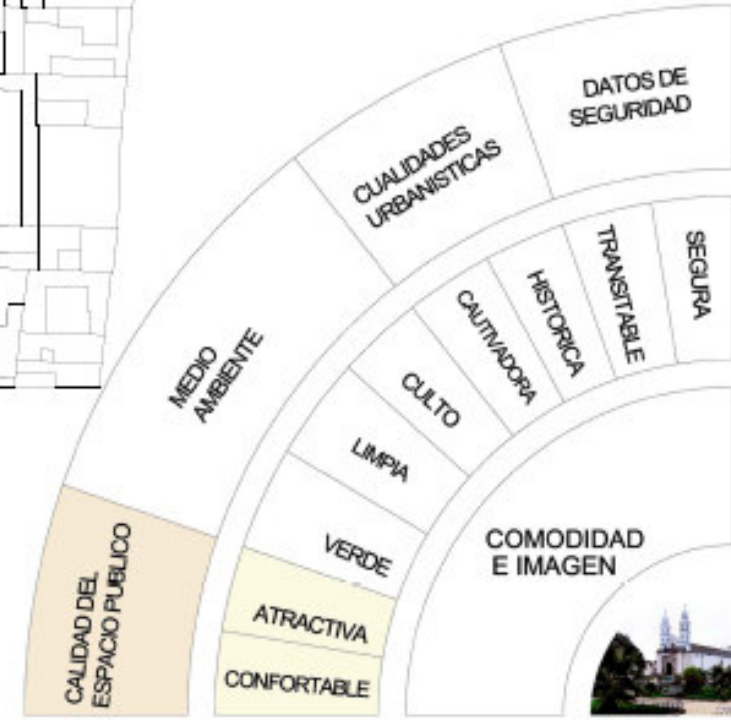 DATOS DE
SEGURIDAD
CUALIDADES
URBANISTICAS
MEDIO
AMBIENTE
CALIDAD DEL
ESPACIO PUBLICO
SEGURA
TRANSITABLE
HISTORICA
CAUTIVADORA
CULTO
LIMPIA
VERDE
ATRACTIVA
CONFORTABLE
COMODIDAD
E IMAGEN